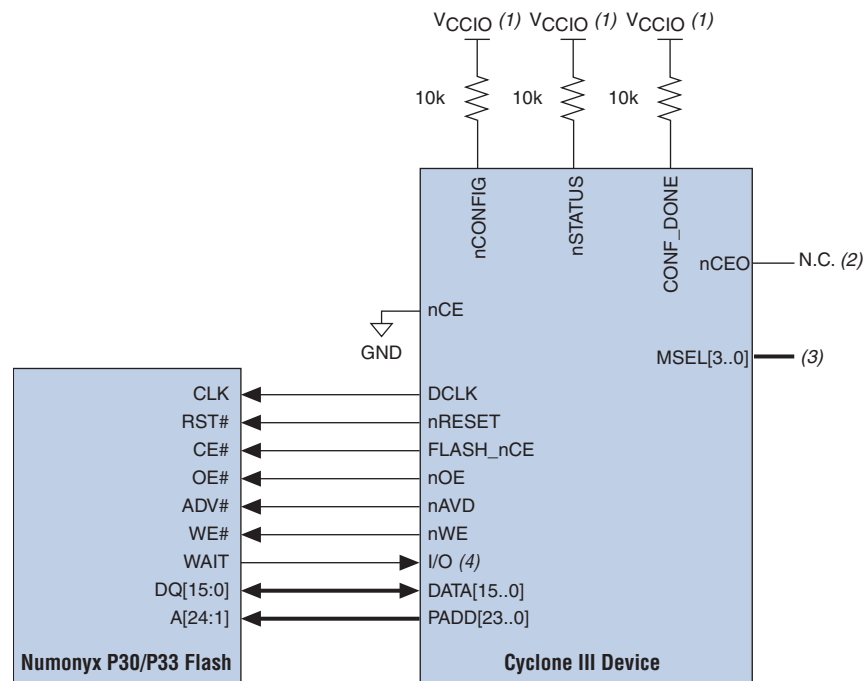 VCCIO (1) VCCIO (1) VCCIO (1)
10k 10k 10k
nCONFIG
nSTATUS
CONF_DONE
nCEO
N.C. (2)
nCE
GND
MSEL[3..0]
(3)
CLK DCLK
RST# nRESET
CE# FLASH_nCE
OE# nOE
ADV# nAVD
WE# nWE
WAIT I/O (4)
DQ[15:0] DATA[15..0]
A[24:1] PADD[23..0]
Numonyx P30/P33 Flash Cyclone III Device